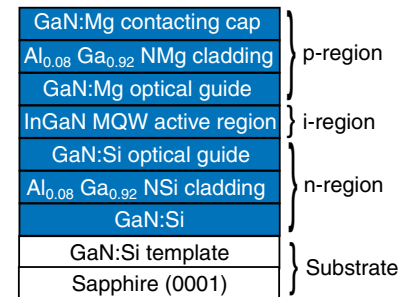 GaN:Mg contacting cap
Al0.08 Ga0.92 NMg cladding
GaN:Mg optical guide
p-region
InGaN MQW active region
i-region
GaN:Si optical guide
Al0.08 Ga0.92 NSi cladding
GaN:Si
n-region
GaN:Si template
Sapphire (0001)
Substrate